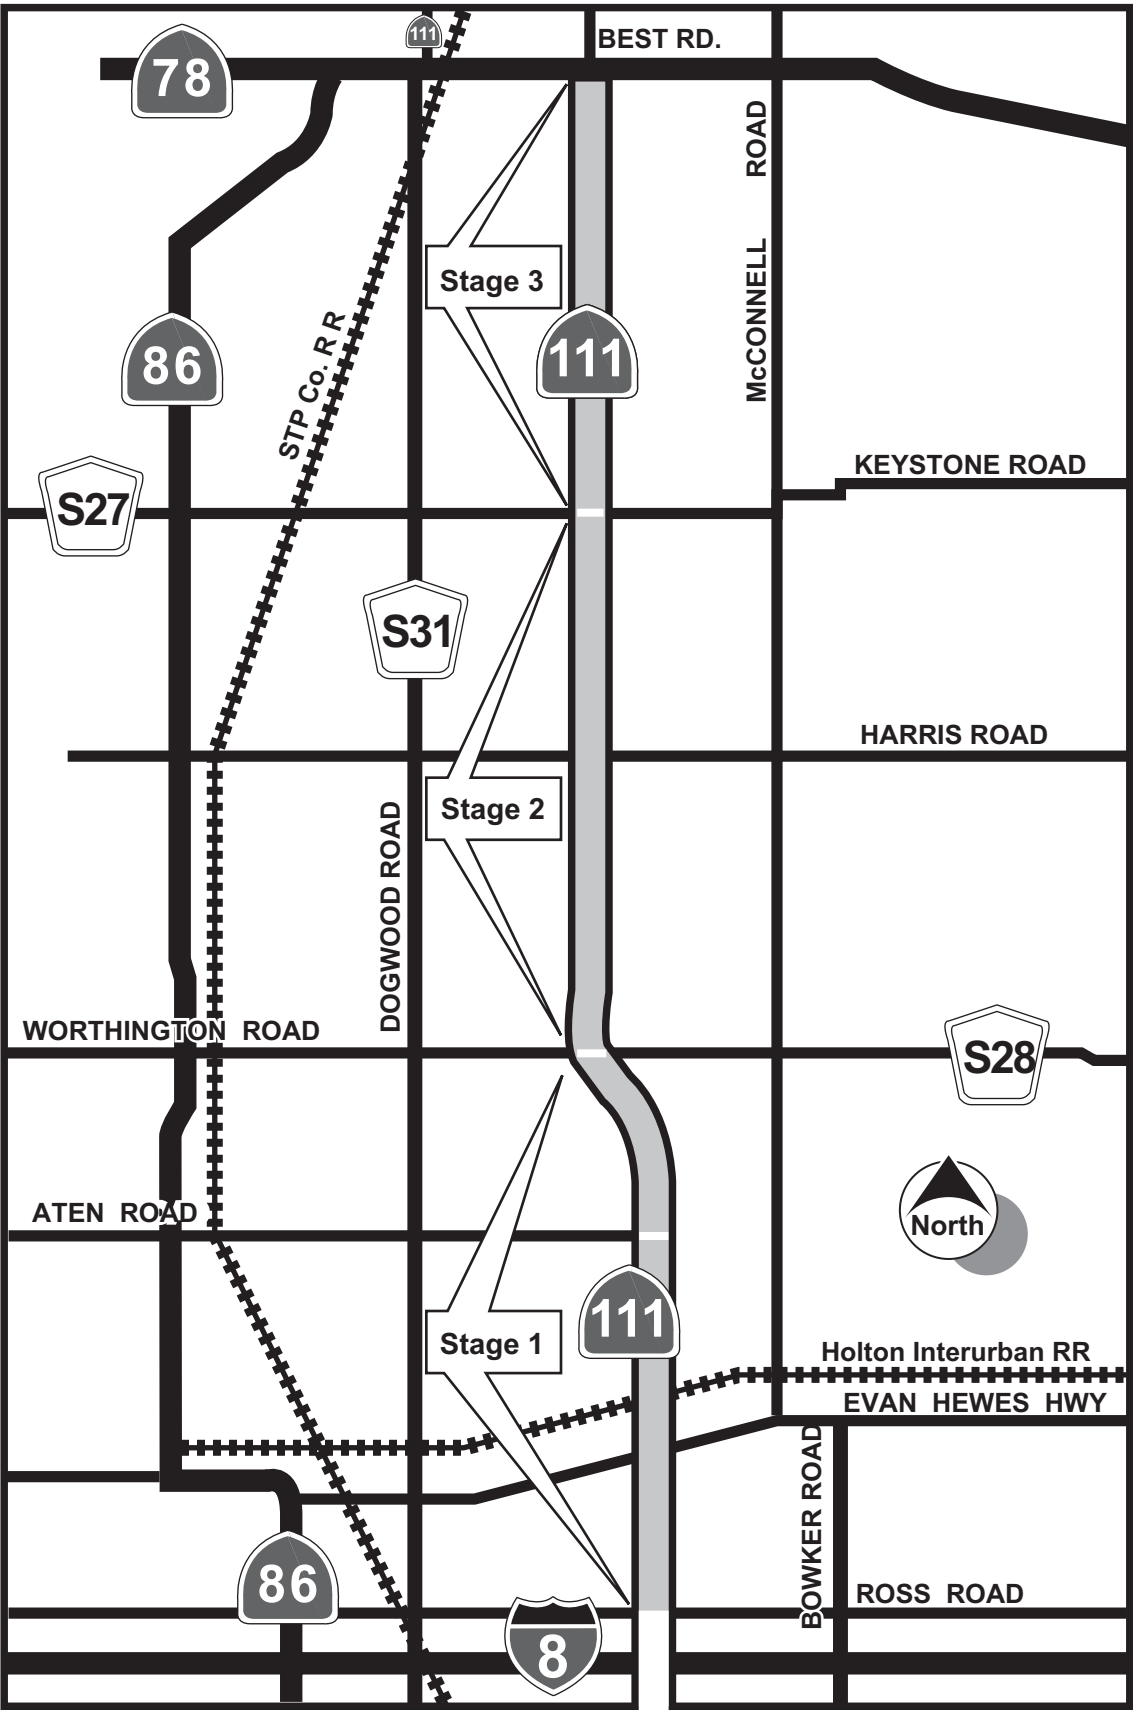 111
BEST RD.
78
McCONNELL ROAD
Stage 3
STP Co. R R
86
111
KEYSTONE ROAD
S27
S31
HARRIS ROAD
Stage 2
DOGWOOD ROAD
WORTHINGTON ROAD
S28
ATEN ROAD
North
111
Stage 1
Holton Interurban RR
EVAN HEWES HWY
BOWKER ROAD
86
ROSS ROAD
8